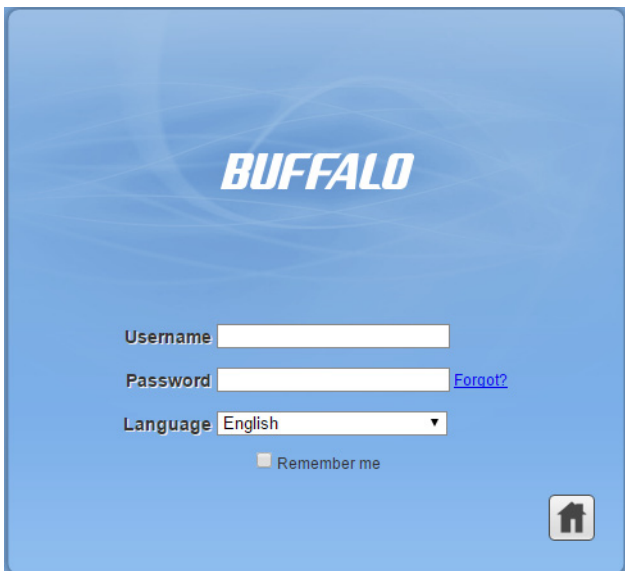 BUFFALO
Username
Password Forgot?
Language English
Remember me